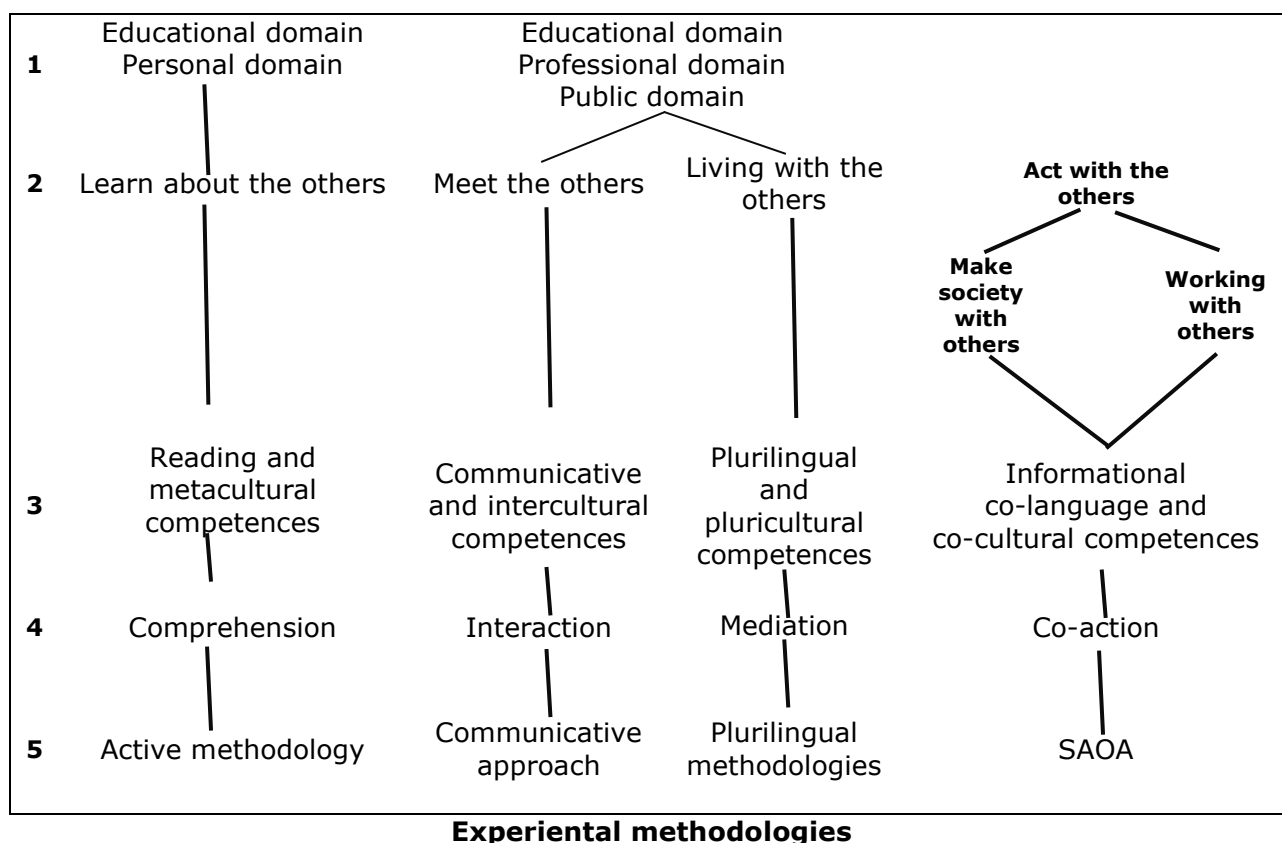 Educational domain
Personal domain
Educational domain
Professional domain
Public domain
1
2
Learn about the others
Meet the others
Living with the
others
Act with the
others
Make
society
with
others
Working
with
others
3
Reading and
metacultural
competences
Communicative
and intercultural
competences
Plurilingual
and
pluricultural
competences
Informational
co-language and
co-cultural competences
4
Comprehension
Interaction
Mediation
Co-action
5
Active methodology
Communicative
approach
Plurilingual
methodologies
SAOA
Experiental methodologies